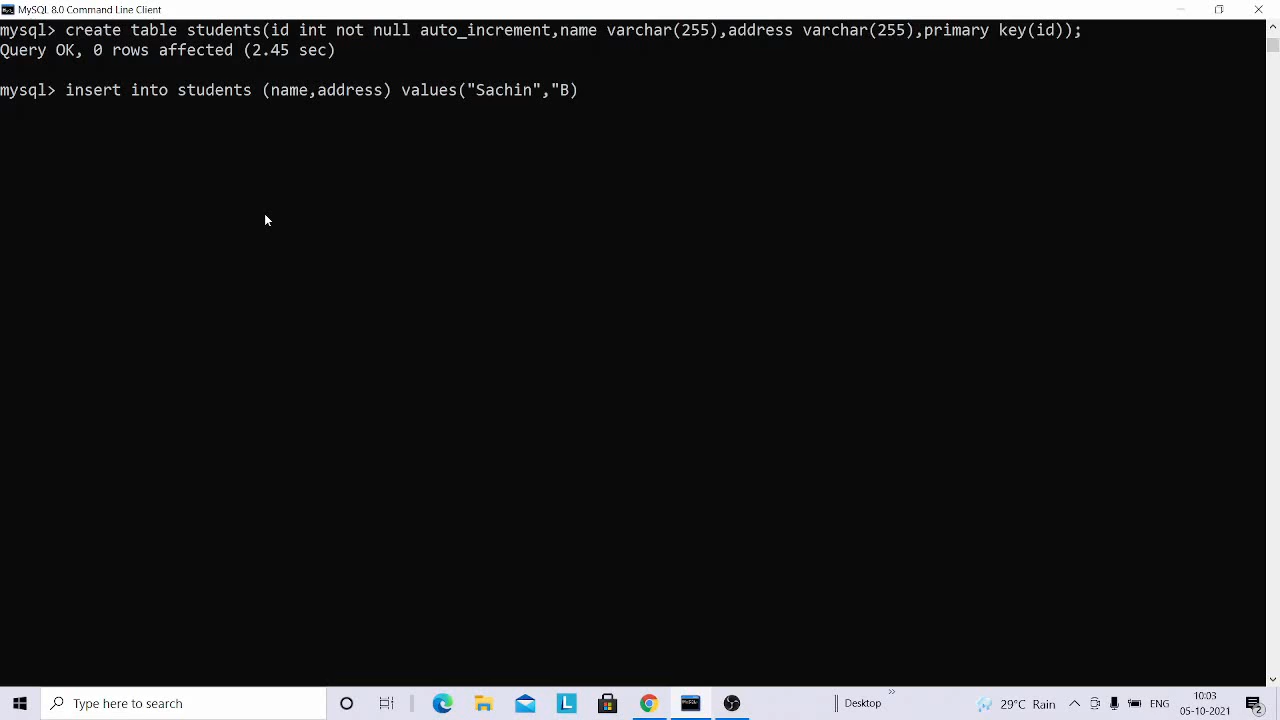 MySQL 8.0 Command Line Client
mysql> create table students(id int not null auto_increment,name varchar(255),address varchar(255),primary key(id));
Query OK, 0 rows affected (2.45 sec)
mysql> insert into students (name,address) values("Sachin","B)
Type here to search
Desktop
29°C Rain
ENG
10:03
05-10-2021
2